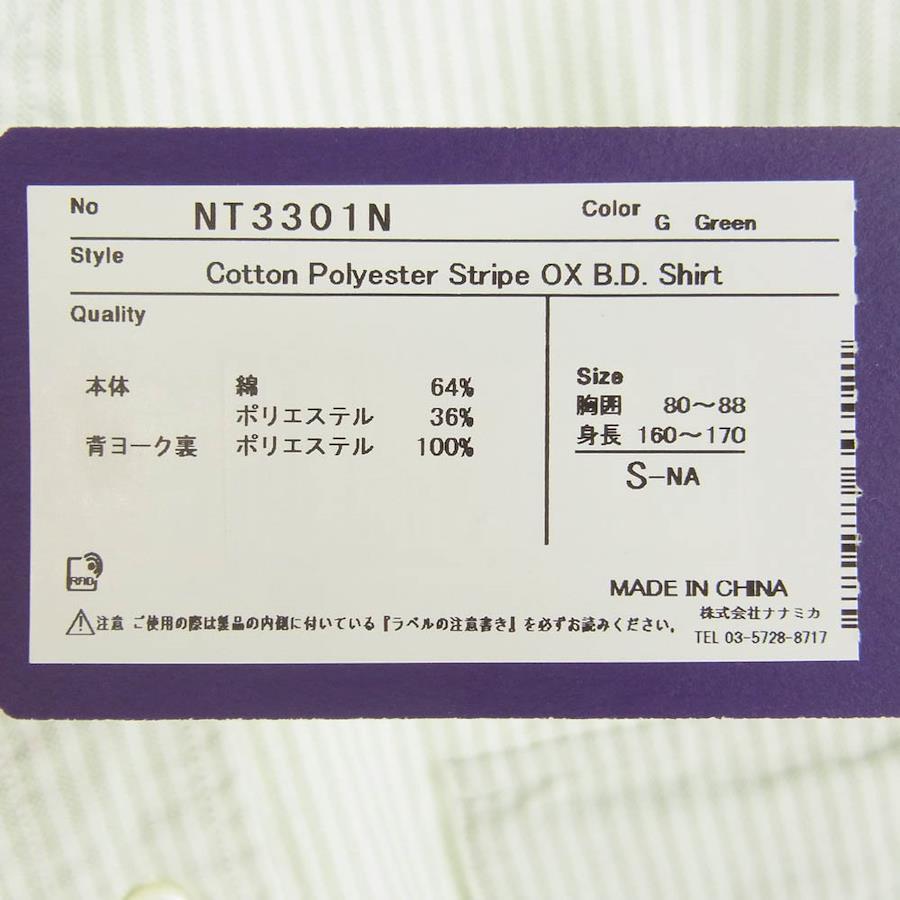 No NT3301N Color G Green
Style
Cotton Polyester Stripe OX B.D. Shirt
Quality
本体 綿 64%
ポリエステル 36%
背ヨーク裏 ポリエステル 100%
Size
胸囲 80～88
身長 160～170
S-NA
RFID
MADE IN CHINA
株式会社ナナミカ
TEL 03-5728-8717
注意 ご使用の際は製品の内側に付いている『ラベルの注意書き』を必ずお読みください。